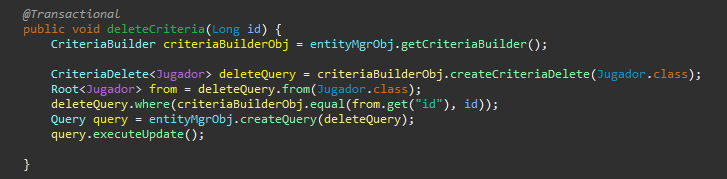 @Transactional
public void deleteCriteria(Long id) {
CriteriaBuilder criteriaBuilderObj = entityMgrObj.getCriteriaBuilder();
CriteriaDelete<Jugador> deleteQuery = criteriaBuilderObj.createCriteriaDelete(Jugador.class);
Root<Jugador> from = deleteQuery.from(Jugador.class);
deleteQuery.where(criteriaBuilderObj.equal(from.get("id"), id));
Query query = entityMgrObj.createQuery(deleteQuery);
query.executeUpdate();
}